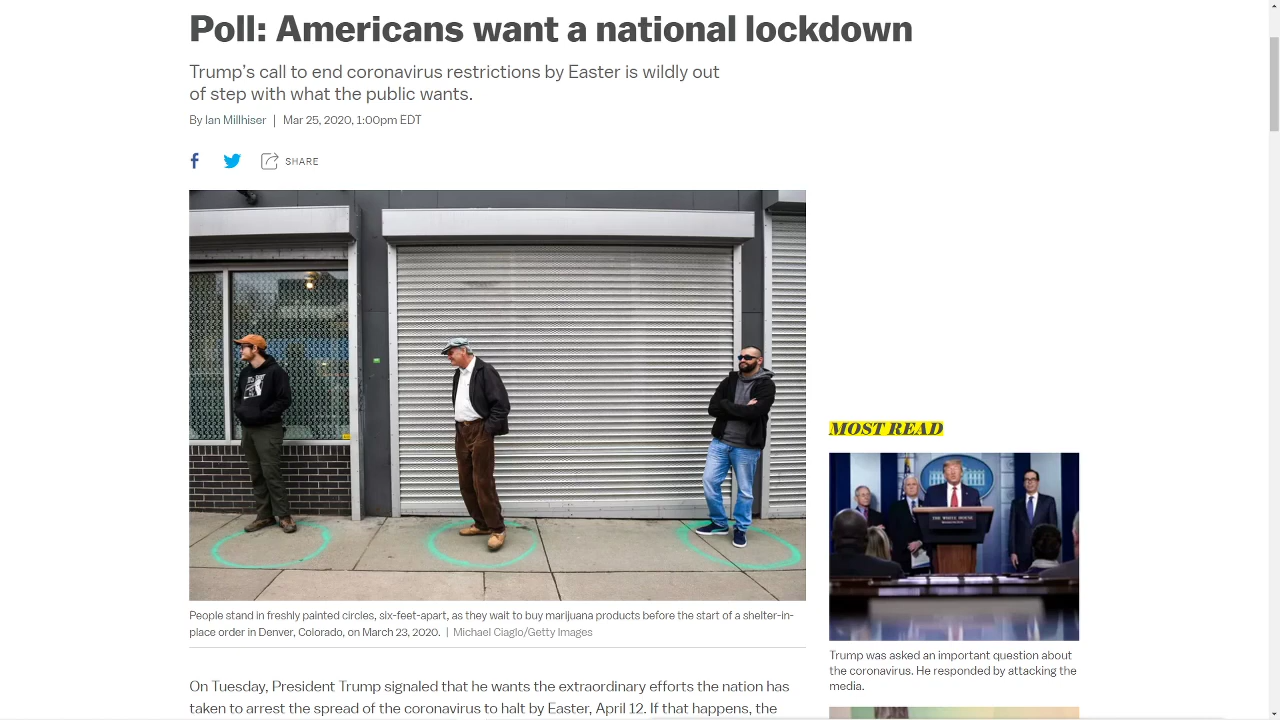 Poll: Americans want a national lockdown
Trump's call to end coronavirus restrictions by Easter is wildly out
of step with what the public wants.
By Ian Millhiser | Mar 25, 2020, 1:00pm EDT
SHARE
MOST READ
THE WHITE HOUSE
People stand in freshly painted circles, six-feet-apart, as they wait to buy marijuana products before the start of a shelter-in-
place order in Denver, Colorado, on March 23, 2020. | Michael Ciaglo/Getty Images
Trump was asked an important question about
the coronavirus. He responded by attacking the
media.
On Tuesday, President Trump signaled that he wants the extraordinary efforts the nation has
taken to arrest the spread of the coronavirus to halt by Easter, April 12. If that happens, the